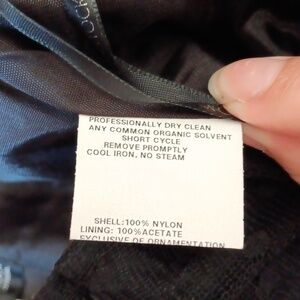 PROFESSIONALLY DRY CLEAN
ANY COMMON ORGANIC SOLVENT
SHORT CYCLE
REMOVE PROMPTLY
COOL IRON, NO STEAM
SHELL:100% NYLON
LINING: 100%ACETATE
EXCLUSIVE OF ORNAMENTATION